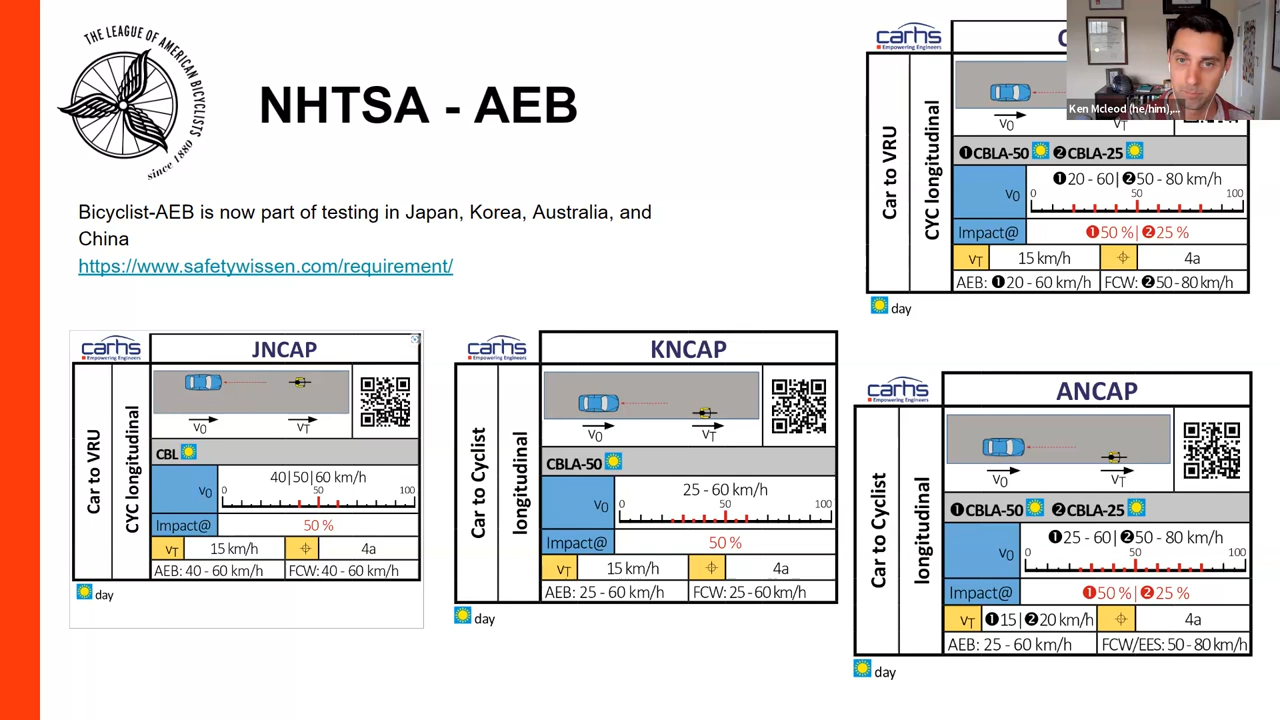 THE LEAGUE OF AMERICAN BICYCLISTS
since 1880
NHTSA - AEB
Bicyclist-AEB is now part of testing in Japan, Korea, Australia, and
China
https://www.safetywissen.com/requirement/
carhs
Empowering Engineers
C
Ken Mcleod (he/him),...
Car to VRU
CYC longitudinal
v0
vT
❶CBLA-50 ❷CBLA-25
v0
❶20 - 60|❷50 - 80 km/h
0 50 100
Impact@
❶50 %|❷25 %
vT
15 km/h
4a
AEB: ❶20 - 60 km/h
FCW: ❷50-80 km/h
day
carhs
Empowering Engineers
JNCAP
Car to VRU
CYC longitudinal
v0
vT
CBL
v0
40|50|60 km/h
0 50 100
Impact@
50 %
vT
15 km/h
4a
AEB: 40 - 60 km/h
FCW: 40 - 60 km/h
day
carhs
Empowering Engineers
KNCAP
Car to Cyclist
longitudinal
v0
vT
CBLA-50
v0
25 - 60 km/h
0 50 100
Impact@
50 %
vT
15 km/h
4a
AEB: 25 - 60 km/h
FCW: 25 - 60 km/h
day
carhs
Empowering Engineers
ANCAP
Car to Cyclist
longitudinal
v0
vT
❶CBLA-50 ❷CBLA-25
v0
❶25 - 60|❷50 - 80 km/h
0 50 100
Impact@
❶50 %|❷25 %
vT
❶15|❷20 km/h
4a
AEB: 25 - 60 km/h
FCW/EES: 50 - 80 km/h
day